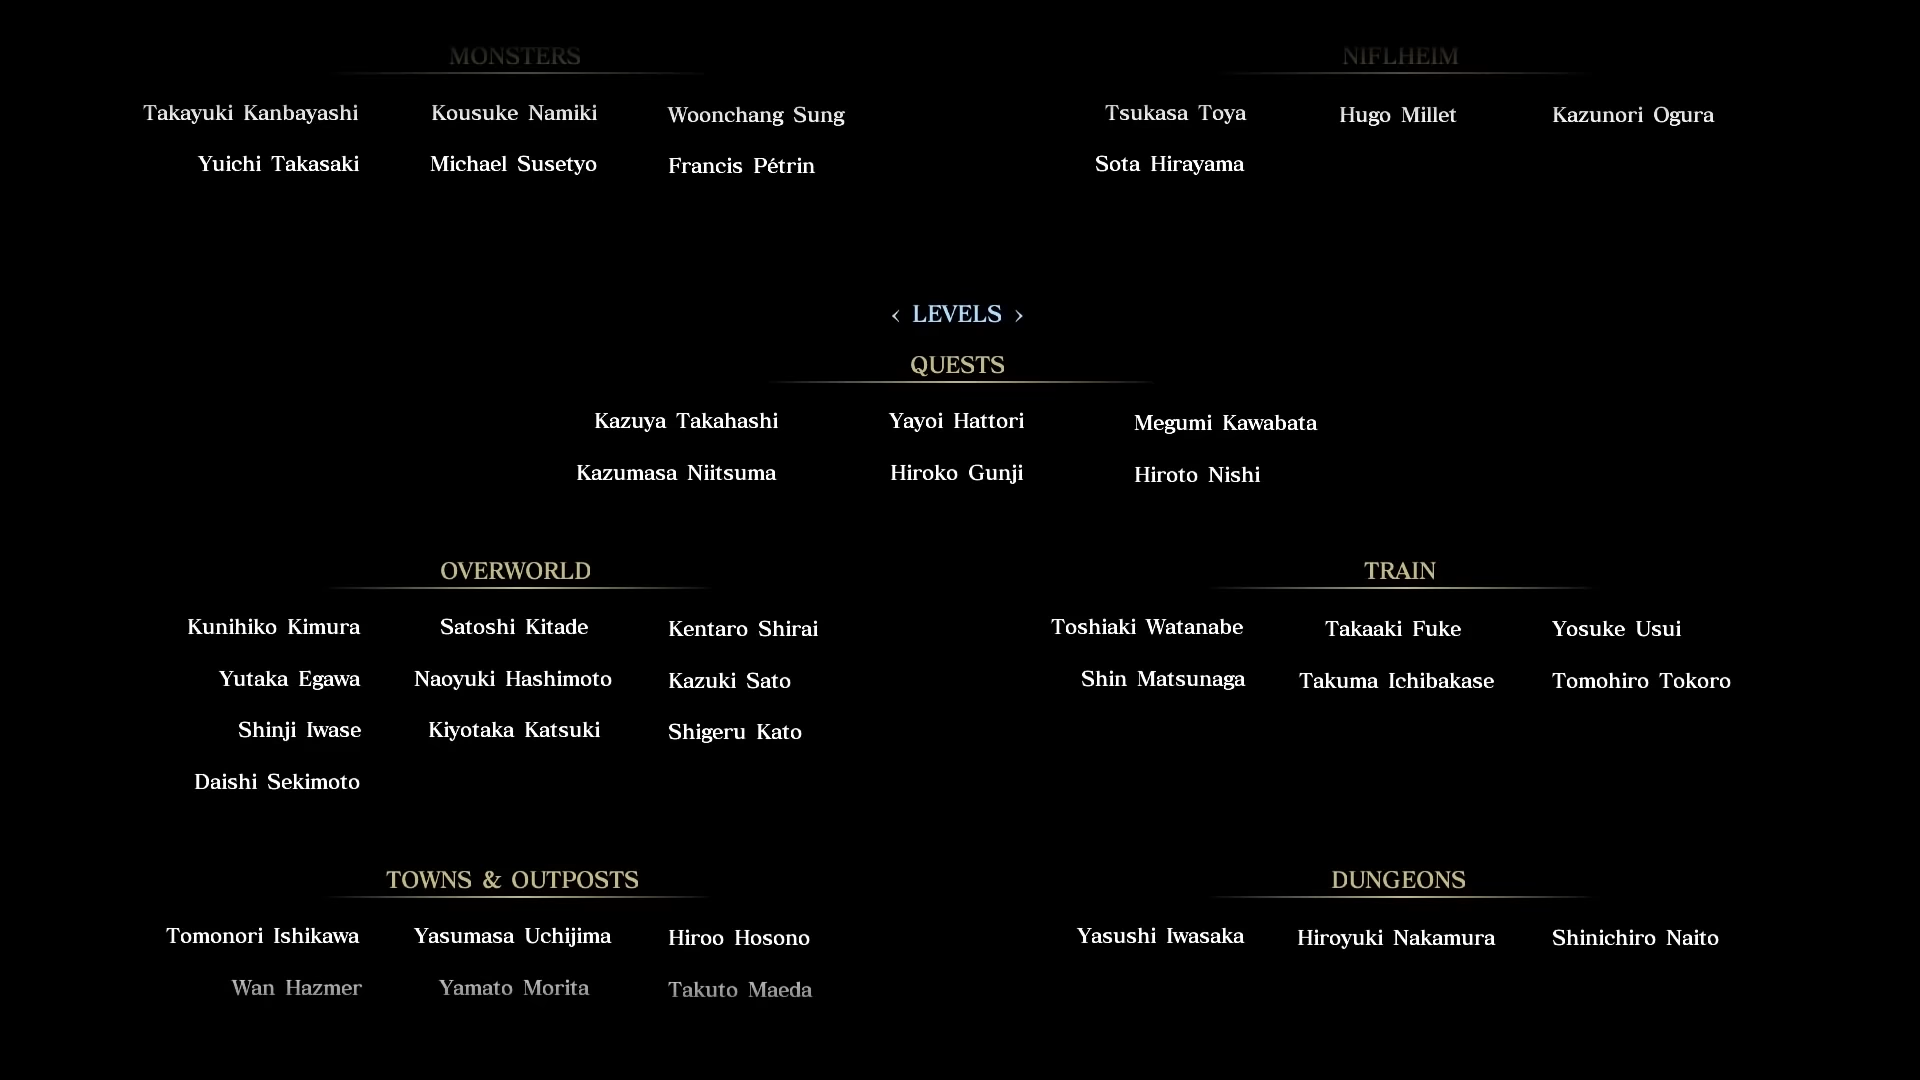 MONSTERS
Takayuki Kanbayashi Kousuke Namiki Woonchang Sung
Yuichi Takasaki Michael Susetyo Francis Pétrin
NIFLHEIM
Tsukasa Toya Hugo Millet Kazunori Ogura
Sota Hirayama
‹ LEVELS ›
QUESTS
Kazuya Takahashi Yayoi Hattori Megumi Kawabata
Kazumasa Niitsuma Hiroko Gunji Hiroto Nishi
OVERWORLD
Kunihiko Kimura Satoshi Kitade Kentaro Shirai
Yutaka Egawa Naoyuki Hashimoto Kazuki Sato
Shinji Iwase Kiyotaka Katsuki Shigeru Kato
Daishi Sekimoto
TRAIN
Toshiaki Watanabe Takaaki Fuke Yosuke Usui
Shin Matsunaga Takuma Ichibakase Tomohiro Tokoro
TOWNS & OUTPOSTS
Tomonori Ishikawa Yasumasa Uchijima Hiroo Hosono
Wan Hazmer Yamato Morita Takuto Maeda
DUNGEONS
Yasushi Iwasaka Hiroyuki Nakamura Shinichiro Naito